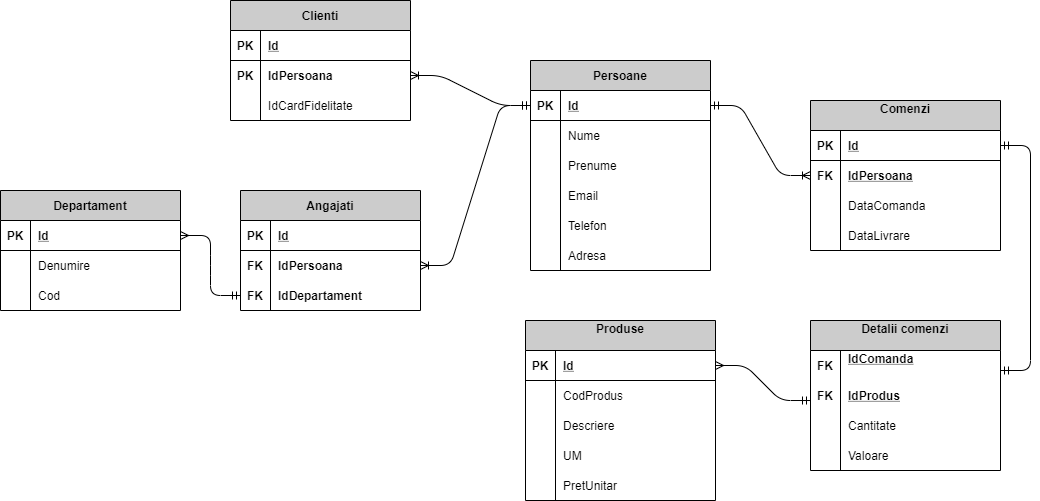 Clienti
PK Id
PK IdPersoana
IdCardFidelitate
Persoane
PK Id
Nume
Prenume
Email
Telefon
Adresa
Comenzi
PK Id
FK IdPersoana
DataComanda
DataLivrare
Departament
PK Id
Denumire
Cod
Angajati
PK Id
FK IdPersoana
FK IdDepartament
Produse
PK Id
CodProdus
Descriere
UM
PretUnitar
Detalii comenzi
FK IdComanda
FK IdProdus
Cantitate
Valoare